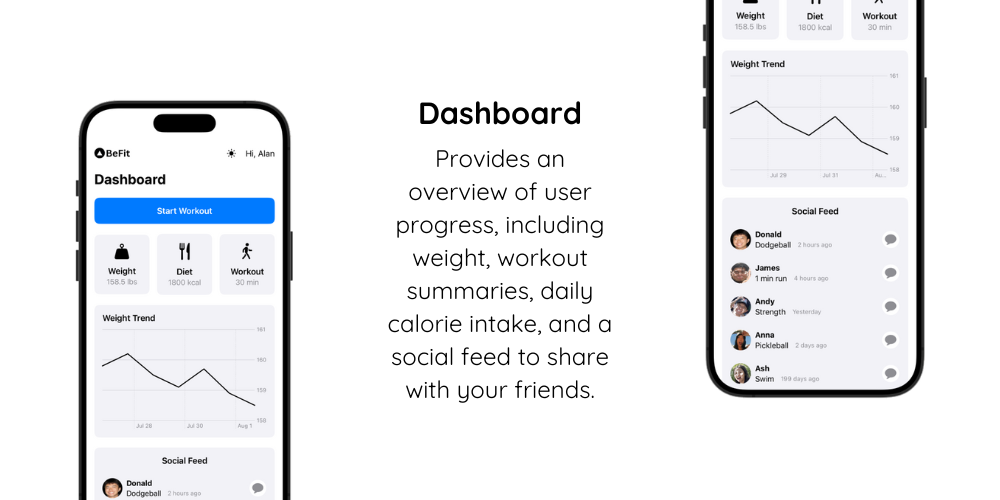 BeFit
Hi, Alan
Dashboard
Start Workout
Weight
158.5 lbs
Diet
1800 kcal
Workout
30 min
Weight Trend
161
160
159
158
Jul 28
Jul 30
Aug 1
Social Feed
Donald
Dodgeball 2 hours ago
Dashboard
Provides an
overview of user
progress, including
weight, workout
summaries, daily
calorie intake, and a
social feed to share
with your friends.
Weight
158.5 lbs
Diet
1800 kcal
Workout
30 min
Weight Trend
161
160
159
158
Jul 29
Jul 31
Au...
Social Feed
Donald
Dodgeball 2 hours ago
James
1 min run 4 hours ago
Andy
Strength Yesterday
Anna
Pickleball 2 days ago
Ash
Swim 199 days ago